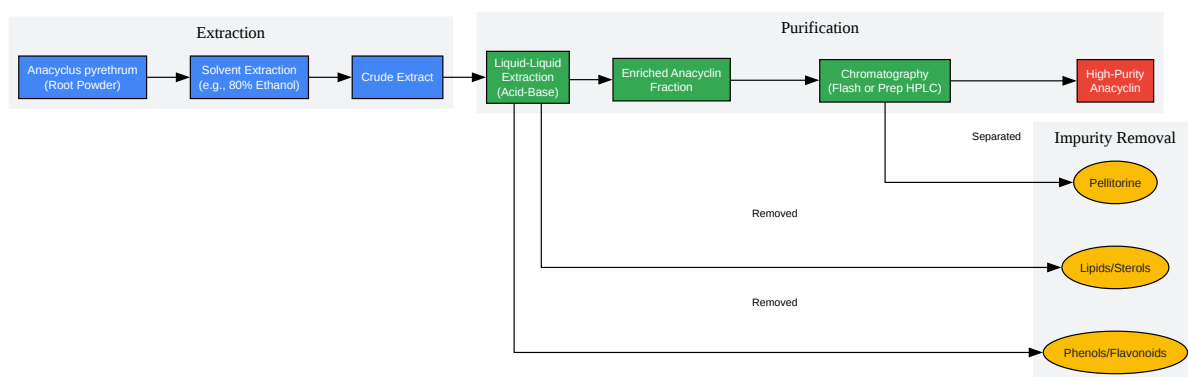 Extraction
Purification
Anacyclus pyrethrum
(Root Powder)
Solvent Extraction
(e.g., 80% Ethanol)
Crude Extract
Liquid-Liquid
Extraction
(Acid-Base)
Enriched Anacyclin
Fraction
Chromatography
(Flash or Prep HPLC)
High-Purity
Anacyclin
Separated
Impurity Removal
Pellitorine
Removed
Lipids/Sterols
Removed
Phenols/Flavonoids